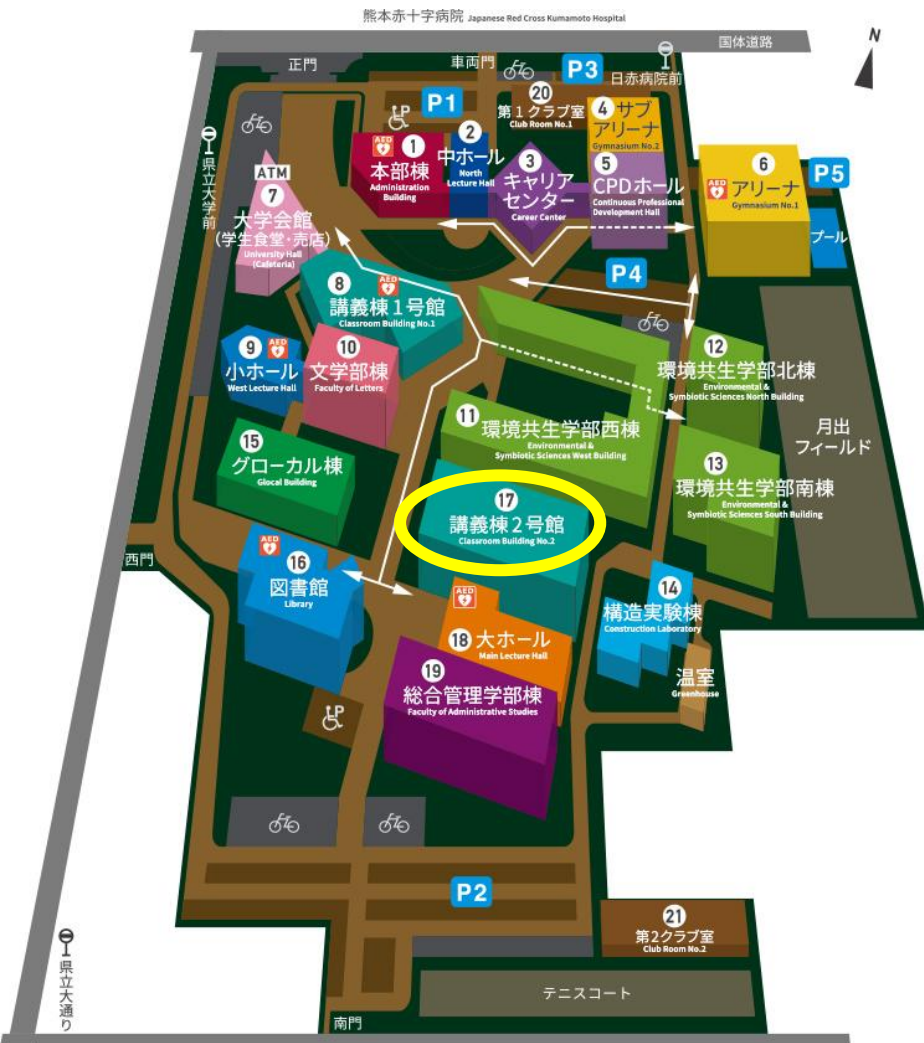 熊本赤十字病院 Japanese Red Cross Kumamoto Hospital
国体道路
N
正門
車両門
日赤病院前
P3
P1
P
20
第1クラブ室
Club Room No.1
4 サブ
アリーナ
Gymnasium No.2
県立大学前
AED
1
本部棟
Administration
Building
2
中ホール
North
Lecture Hall
3
キャリア
センター
Career Center
5
CPDホール
Continuous Professional
Development Hall
6
AED
アリーナ
Gymnasium No.1
P5
プール
ATM
7
大学会館
(学生食堂・売店)
University Hall
(Cafeteria)
P4
8
AED
講義棟1号館
Classroom Building No.1
9
AED
小ホール
West Lecture Hall
10
文学部棟
Faculty of Letters
12
環境共生学部北棟
Environmental &
Symbiotic Sciences North Building
11
環境共生学部西棟
Environmental &
Symbiotic Sciences West Building
月出
フィールド
15
グローカル棟
Glocal Building
13
環境共生学部南棟
Environmental &
Symbiotic Sciences South Building
17
講義棟2号館
Classroom Building No.2
西門
AED
16
図書館
Library
14
構造実験棟
Construction Laboratory
AED
18 大ホール
Main Lecture Hall
温室
Greenhouse
19
総合管理学部棟
Faculty of Administrative Studies
P
P2
21
第2クラブ室
Club Room No.2
県立大通り
テニスコート
南門